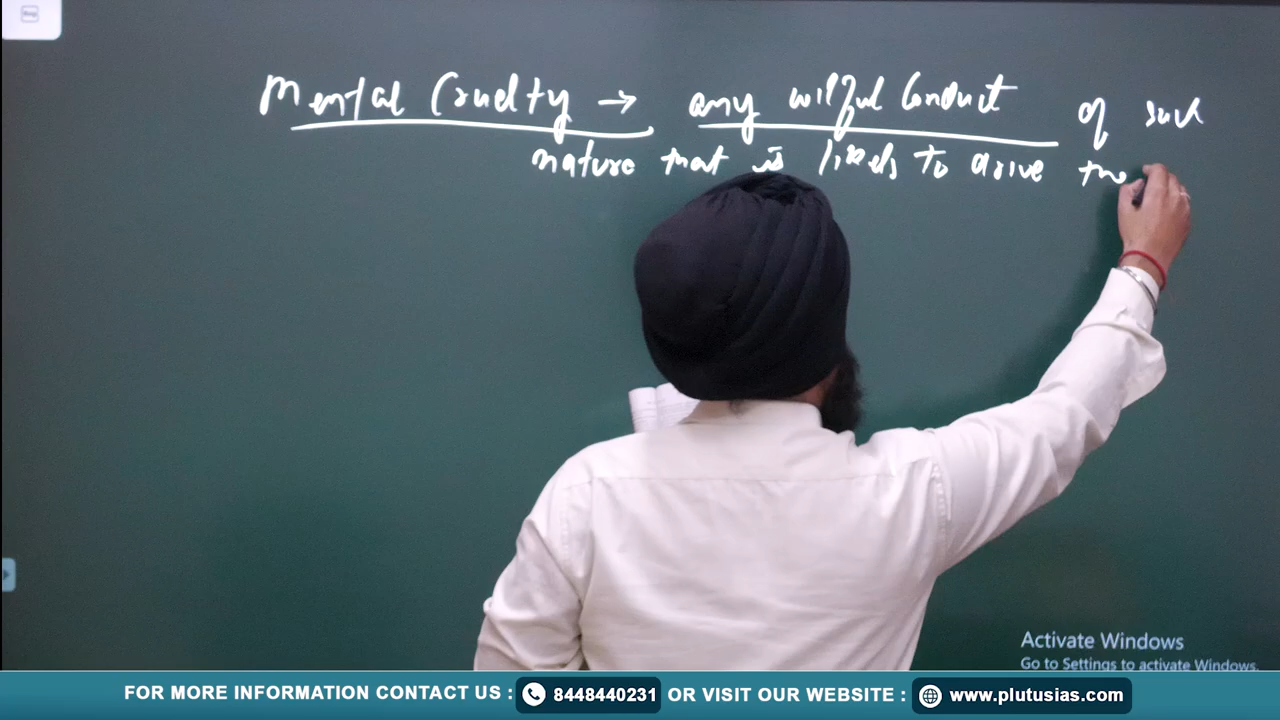 Mental Cruelty → any wilful Conduct of such
nature that is likely to drive the
Activate Windows
Go to Settings to activate Windows.
FOR MORE INFORMATION CONTACT US : 8448440231 OR VISIT OUR WEBSITE : www.plutusias.com